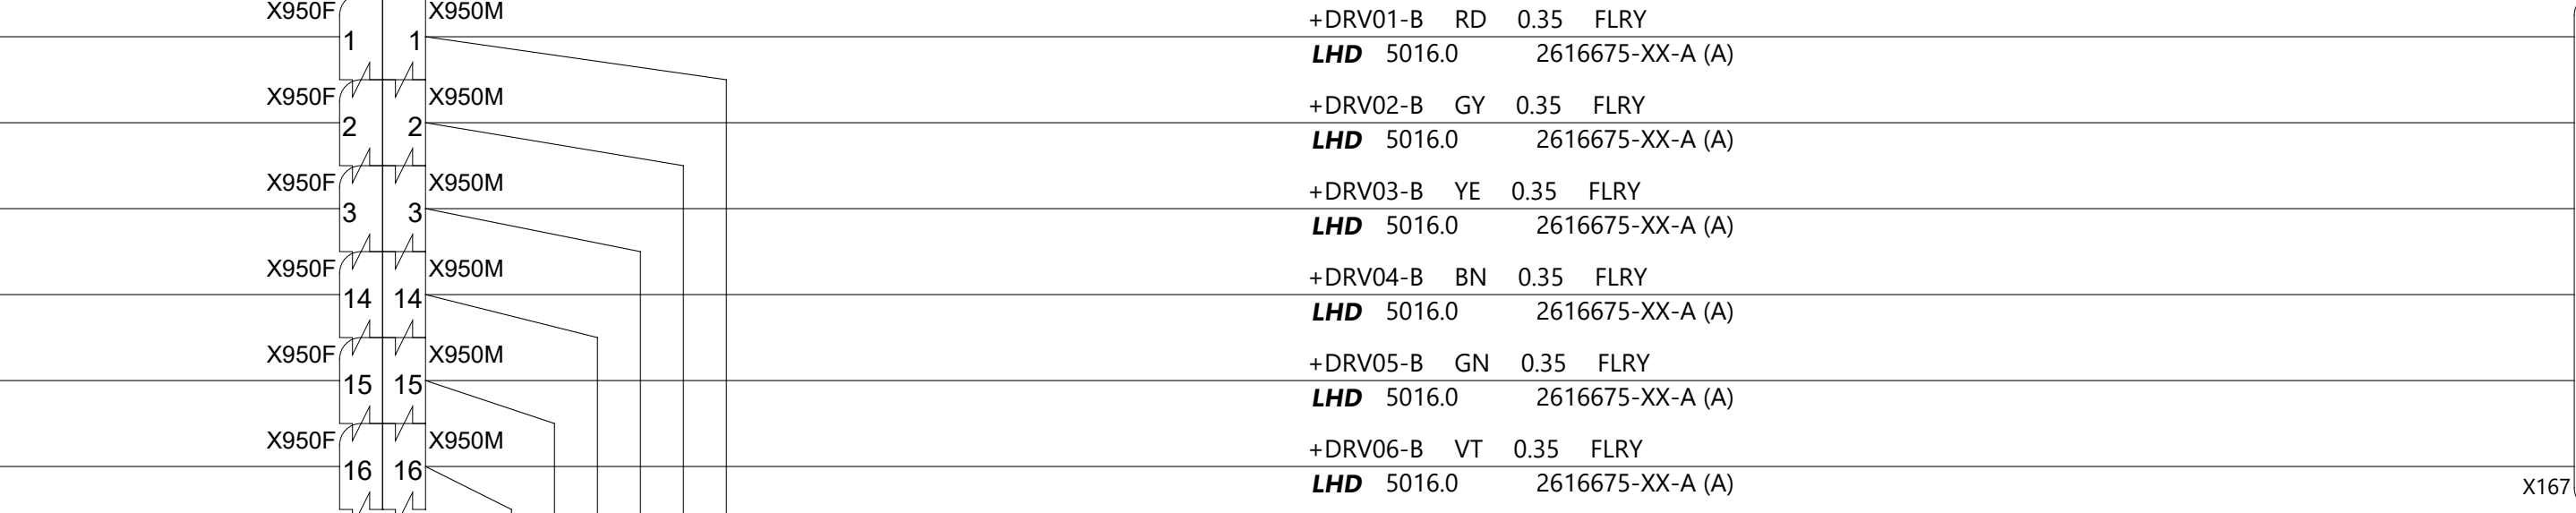 X950F X950M +DRV01-B RD 0.35 FLRY
1 1
LHD 5016.0 2616675-XX-A (A)
X950F X950M +DRV02-B GY 0.35 FLRY
2 2
LHD 5016.0 2616675-XX-A (A)
X950F X950M +DRV03-B YE 0.35 FLRY
3 3
LHD 5016.0 2616675-XX-A (A)
X950F X950M +DRV04-B BN 0.35 FLRY
14 14
LHD 5016.0 2616675-XX-A (A)
X950F X950M +DRV05-B GN 0.35 FLRY
15 15
LHD 5016.0 2616675-XX-A (A)
X950F X950M +DRV06-B VT 0.35 FLRY
16 16
LHD 5016.0 2616675-XX-A (A)
X167